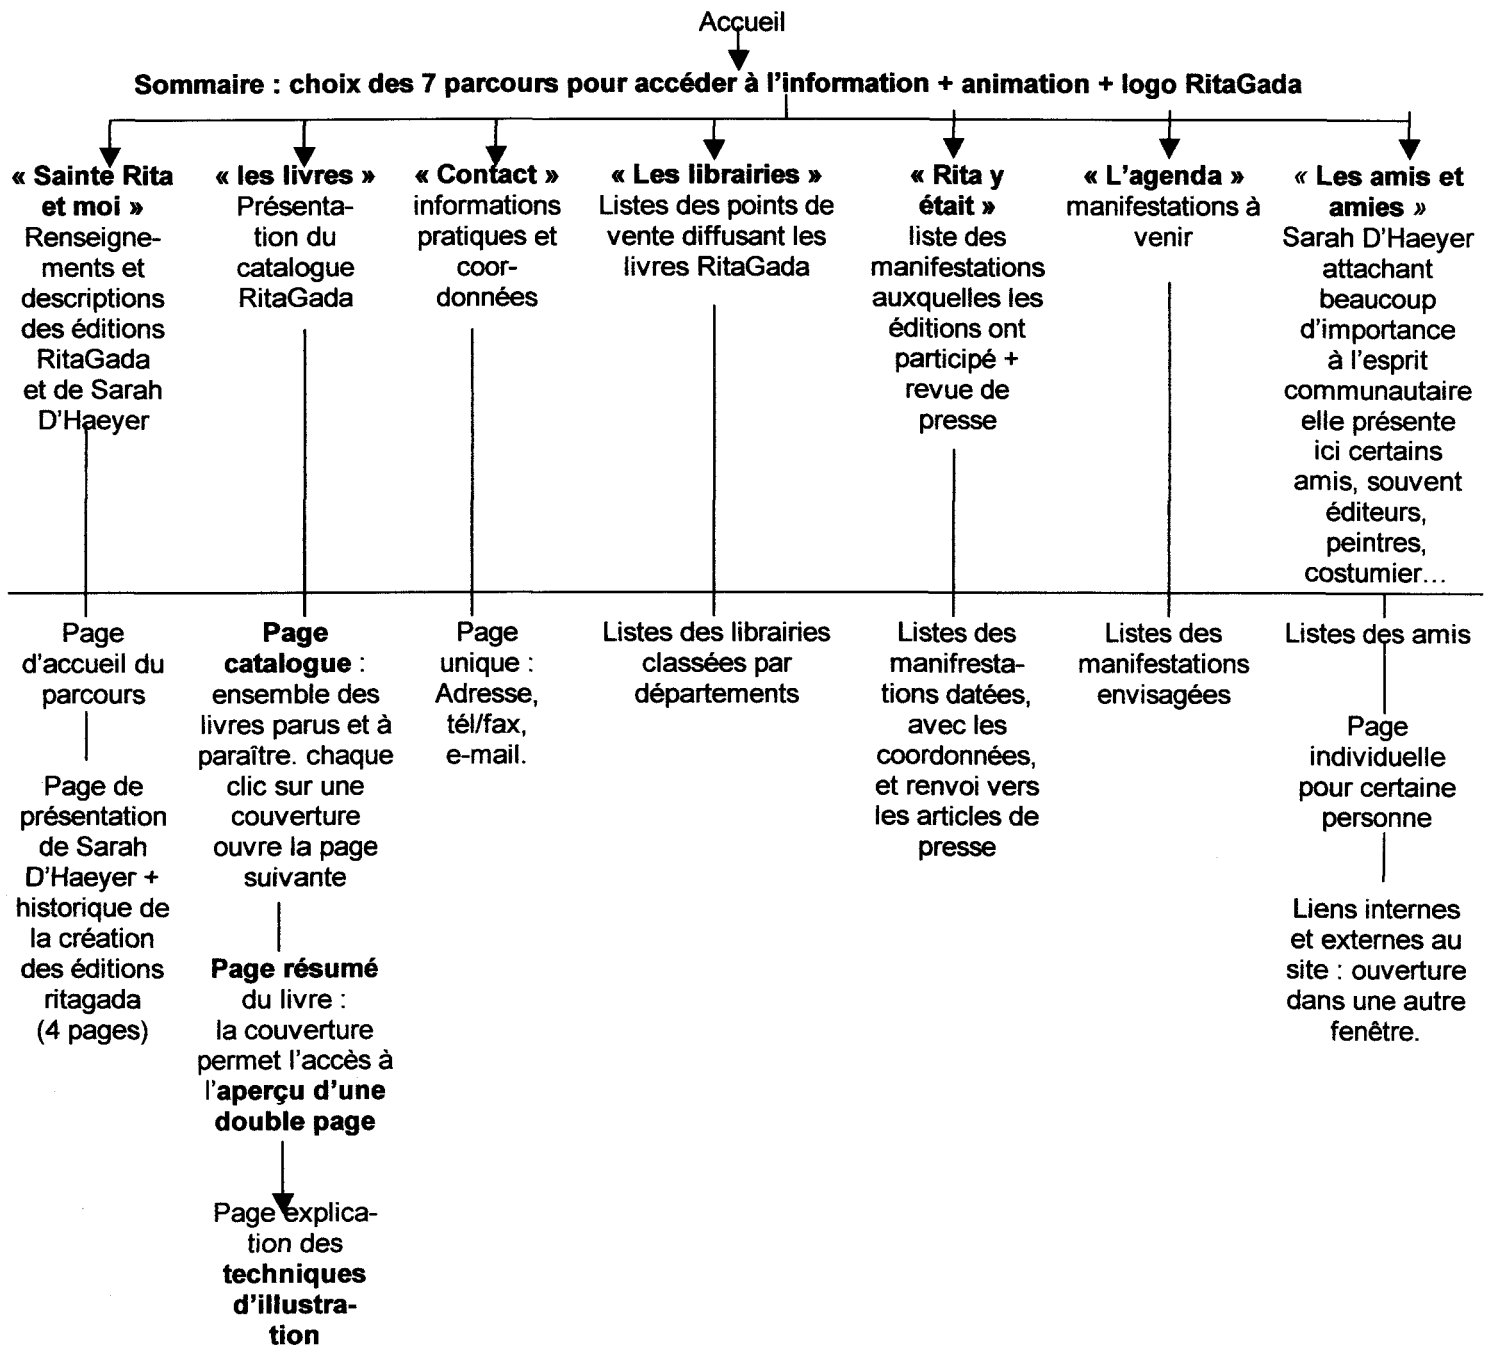 Accueil
Sommaire : choix des 7 parcours pour accéder à l'information + animation + logo RitaGada
« Sainte Rita
et moi »
Renseigne-
ments et
descriptions
des éditions
RitaGada
et de Sarah
D'Haeyer
« les livres »
Présenta-
tion du
catalogue
RitaGada
« Contact »
informations
pratiques et
coor-
données
« Les librairies »
Listes des points de
vente diffusant les
livres RitaGada
« Rita y
était »
liste des
manifestations
auxquelles les
éditions ont
participé +
revue de
presse
« L'agenda »
manifestations à
venir
« Les amis et
amies »
Sarah D'Haeyer
attachant
beaucoup
d'importance
à l'esprit
communautaire
elle présente
ici certains
amis, souvent
éditeurs,
peintres,
costumier...
Page
d'accueil du
parcours
Page de
présentation
de Sarah
D'Haeyer +
historique de
la création
des éditions
ritagada
(4 pages)
Page
catalogue :
ensemble des
livres parus et à
paraître. chaque
clic sur une
couverture
ouvre la page
suivante
Page résumé
du livre :
la couverture
permet l'accès à
l'aperçu d'une
double page
Page explica-
tion des
techniques
d'illustra-
tion
Page
unique :
Adresse,
tél/fax,
e-mail.
Listes des librairies
classées par
départements
Listes des
manifresta-
tions datées,
avec les
coordonnées,
et renvoi vers
les articles de
presse
Listes des
manifestations
envisagées
Listes des amis
Page
individuelle
pour certaine
personne
Liens internes
et externes au
site : ouverture
dans une autre
fenêtre.